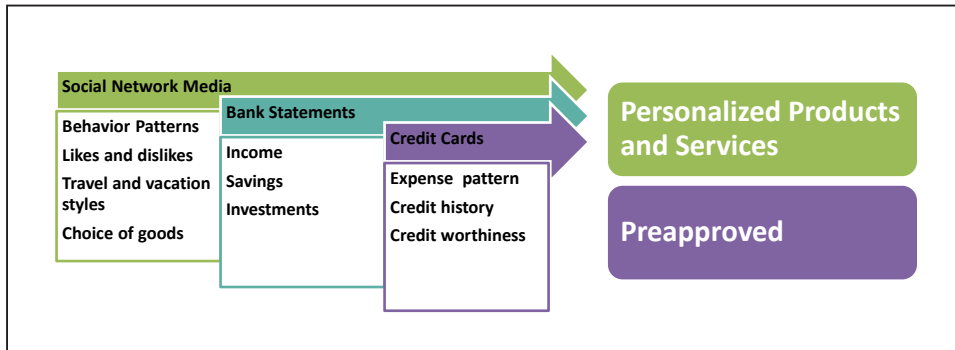 Social Network Media
Behavior Patterns
Likes and dislikes
Travel and vacation
styles
Choice of goods
Bank Statements
Income
Savings
Investments
Credit Cards
Expense pattern
Credit history
Credit worthiness
Personalized Products
and Services
Preapproved